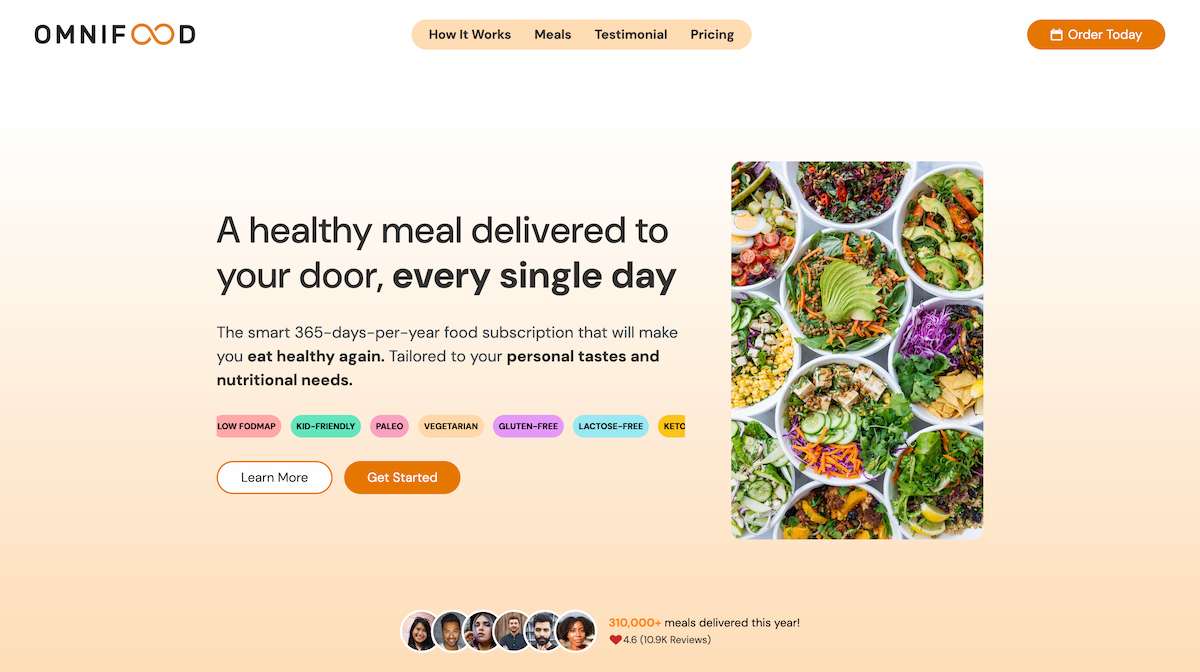 OMNIFOOD
How It Works
Meals
Testimonial
Pricing
Order Today
A healthy meal delivered to
your door, every single day
The smart 365-days-per-year food subscription that will make
you eat healthy again. Tailored to your personal tastes and
nutritional needs.
LOW FODMAP
KID-FRIENDLY
PALEO
VEGETARIAN
GLUTEN-FREE
LACTOSE-FREE
KETO
Learn More
Get Started
310,000+ meals delivered this year!
4.6 (10.9K Reviews)